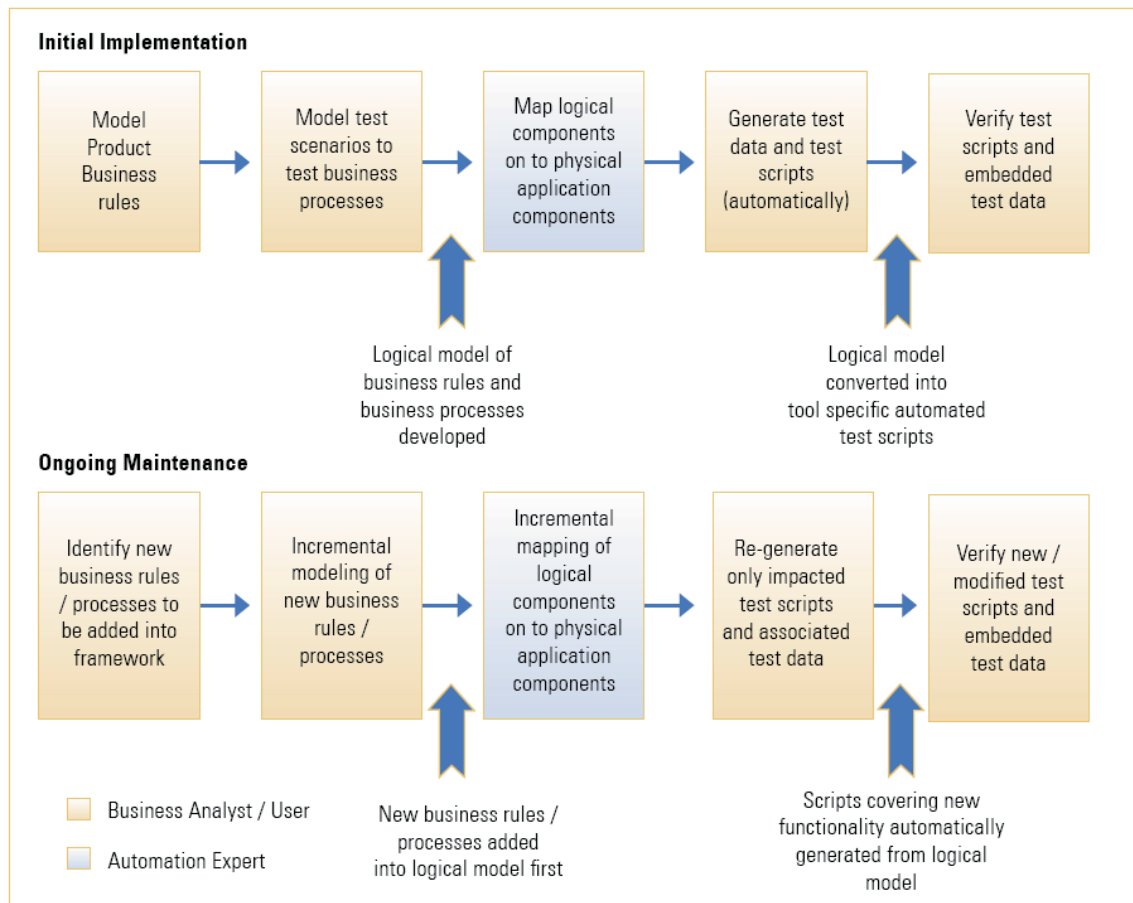 Initial Implementation
Model
Product
Business
rules
Model test
scenarios to
test business
processes
Map logical
components
on to physical
application
components
Generate test
data and test
scripts
(automatically)
Verify test
scripts and
embedded
test data
Logical model of
business rules and
business processes
developed
Logical model
converted into
tool specific automated
test scripts
Ongoing Maintenance
Identify new
business rules
/ processes to
be added into
framework
Incremental
modeling of
new business
rules /
processes
Incremental
mapping of
logical
components
on to physical
application
components
Re-generate
only impacted
test scripts
and associated
test data
Verify new /
modified test
scripts and
embedded
test data
Business Analyst / User
Automation Expert
New business rules /
processes added
into logical model first
Scripts covering new
functionality automatically
generated from logical
model